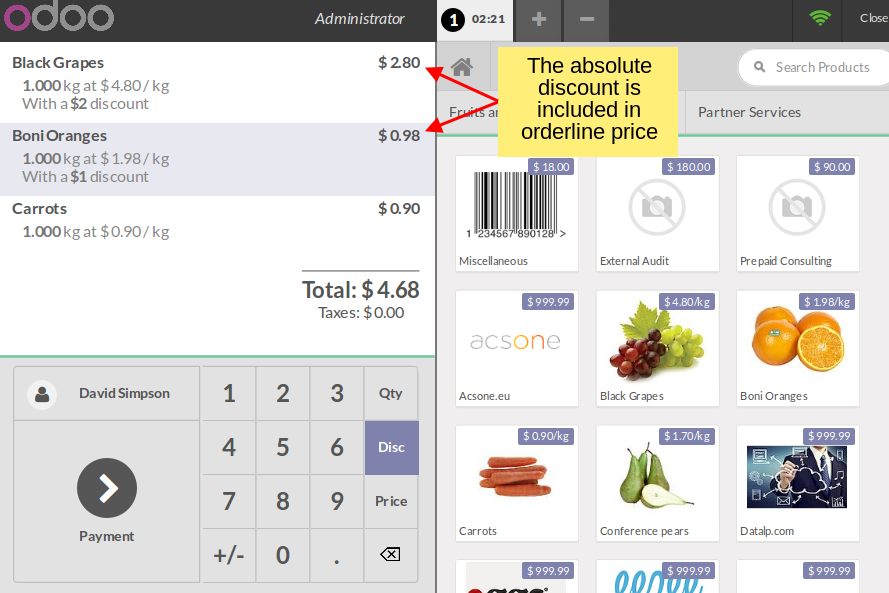 odoo
Administrator
1 02:21
Close
Search Products
The absolute
discount is
included in
orderline price
Fruits a
Partner Services
Black Grapes $ 2.80
1.000 kg at $ 4.80 / kg
With a $2 discount
Boni Oranges $ 0.98
1.000 kg at $ 1.98 / kg
With a $1 discount
Carrots $ 0.90
1.000 kg at $ 0.90 / kg
Total: $ 4.68
Taxes: $ 0.00
David Simpson
Payment
1 2 3 Qty
4 5 6 Disc
7 8 9 Price
+/- 0 .
$ 18.00
1 234567 890128 >
Miscellaneous
$ 180.00
External Audit
$ 90.00
Prepaid Consulting
$ 999.99
acsone
Acsone.eu
$ 4.80/kg
Black Grapes
$ 1.98/kg
Boni Oranges
$ 0.90/kg
Carrots
$ 1.70/kg
Conference pears
$ 999.99
Datalp.com
$ 999.99
$ 999.99
$ 999.99